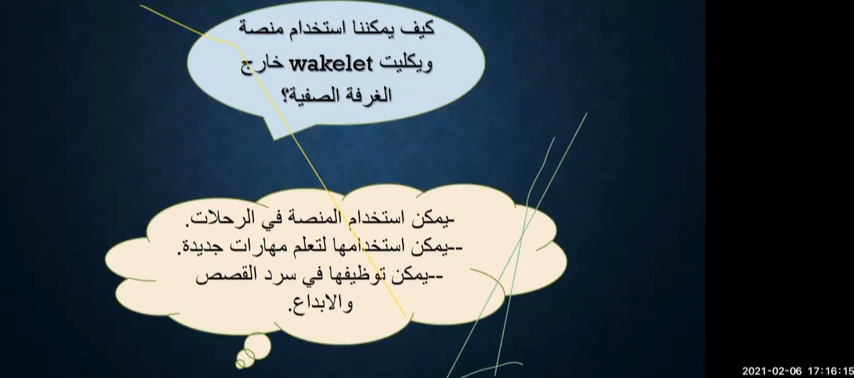 كيف يمكننا استخدام منصة
ويكليت wakelet خارج
الغرفة الصفية؟
-يمكن استخدام المنصة في الرحلات.
--يمكن استخدامها لتعلم مهارات جديدة.
--يمكن توظيفها في سرد القصص
والابداع.
2021-02-06 17:16:15